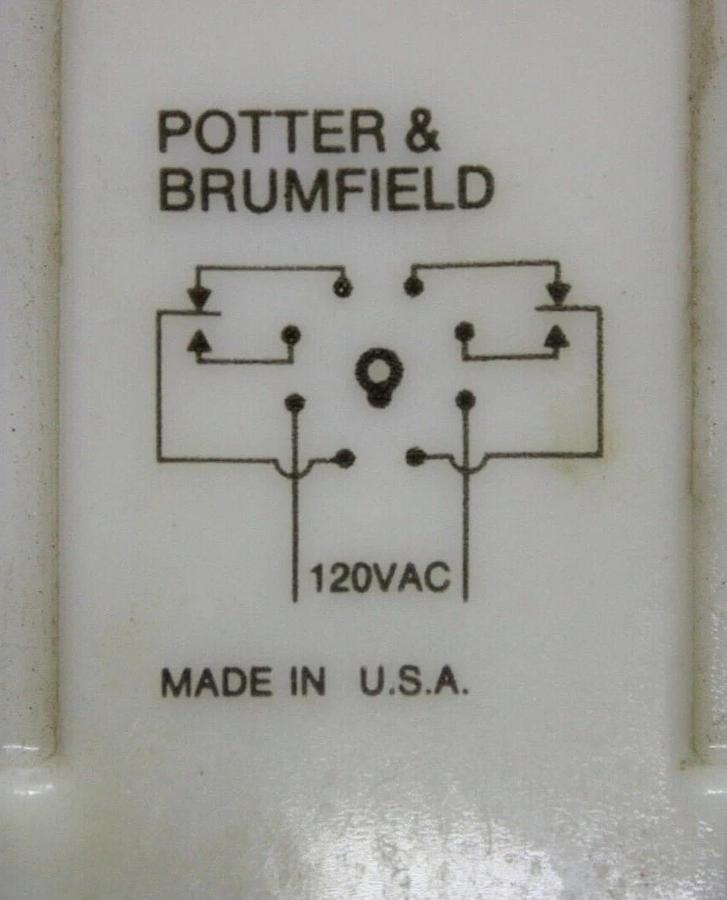 POTTER &
BRUMFIELD
120VAC
MADE IN U.S.A.